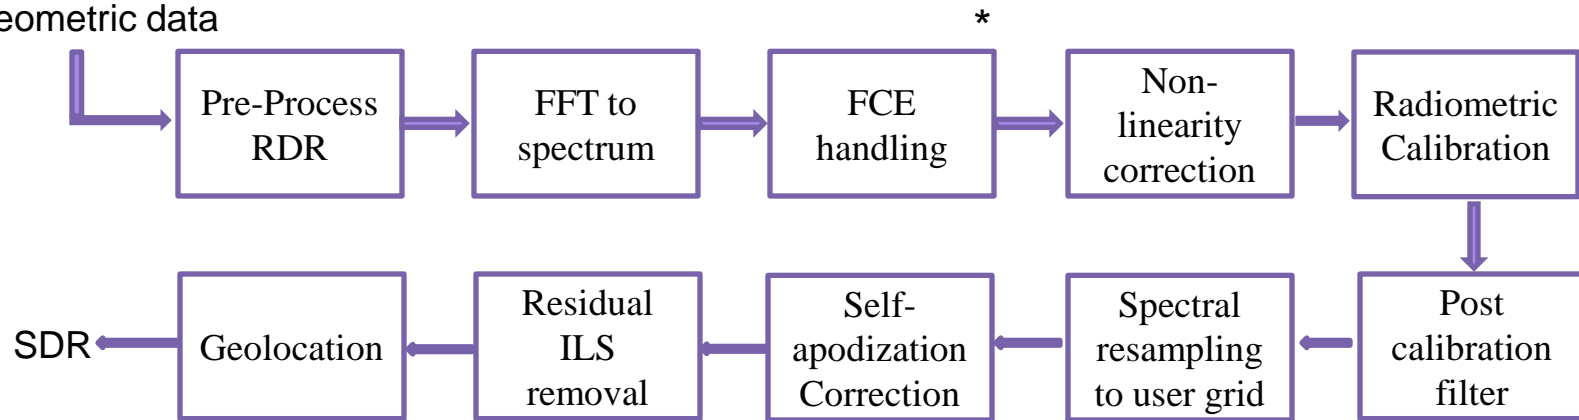 eometric data
*
Pre-Process
RDR
FFT to
spectrum
FCE
handling
Non-
linearity
correction
Radiometric
Calibration
SDR
Geolocation
Residual
ILS
removal
Self-
apodization
Correction
Spectral
resampling
to user grid
Post
calibration
filter